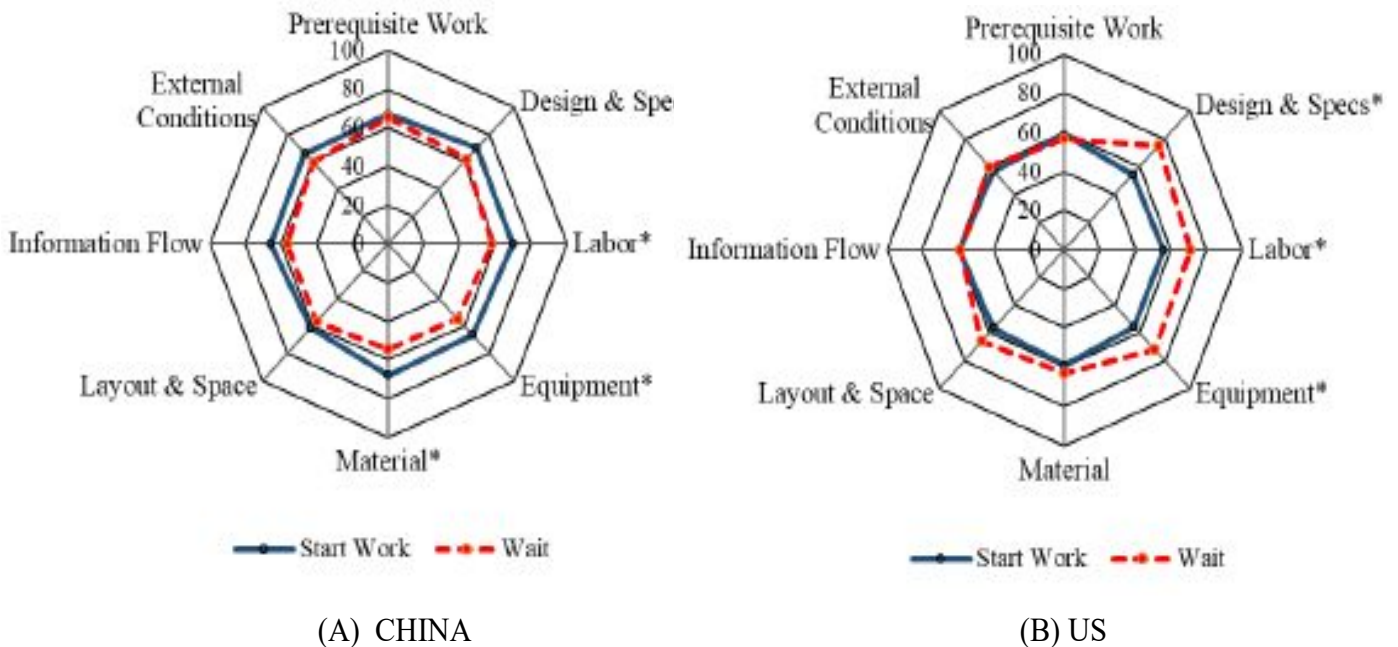 Prerequisite Work
100
80
60
40
20
0
External
Conditions
Design & Spe
Information Flow
Labor*
Layout & Space
Equipment*
Material*
Start Work
Wait
(A) CHINA
Prerequisite Work
100
80
60
40
20
0
External
Conditions
Design & Specs*
Information Flow
Labor*
Layout & Space
Equipment*
Material
Start Work
Wait
(B) US